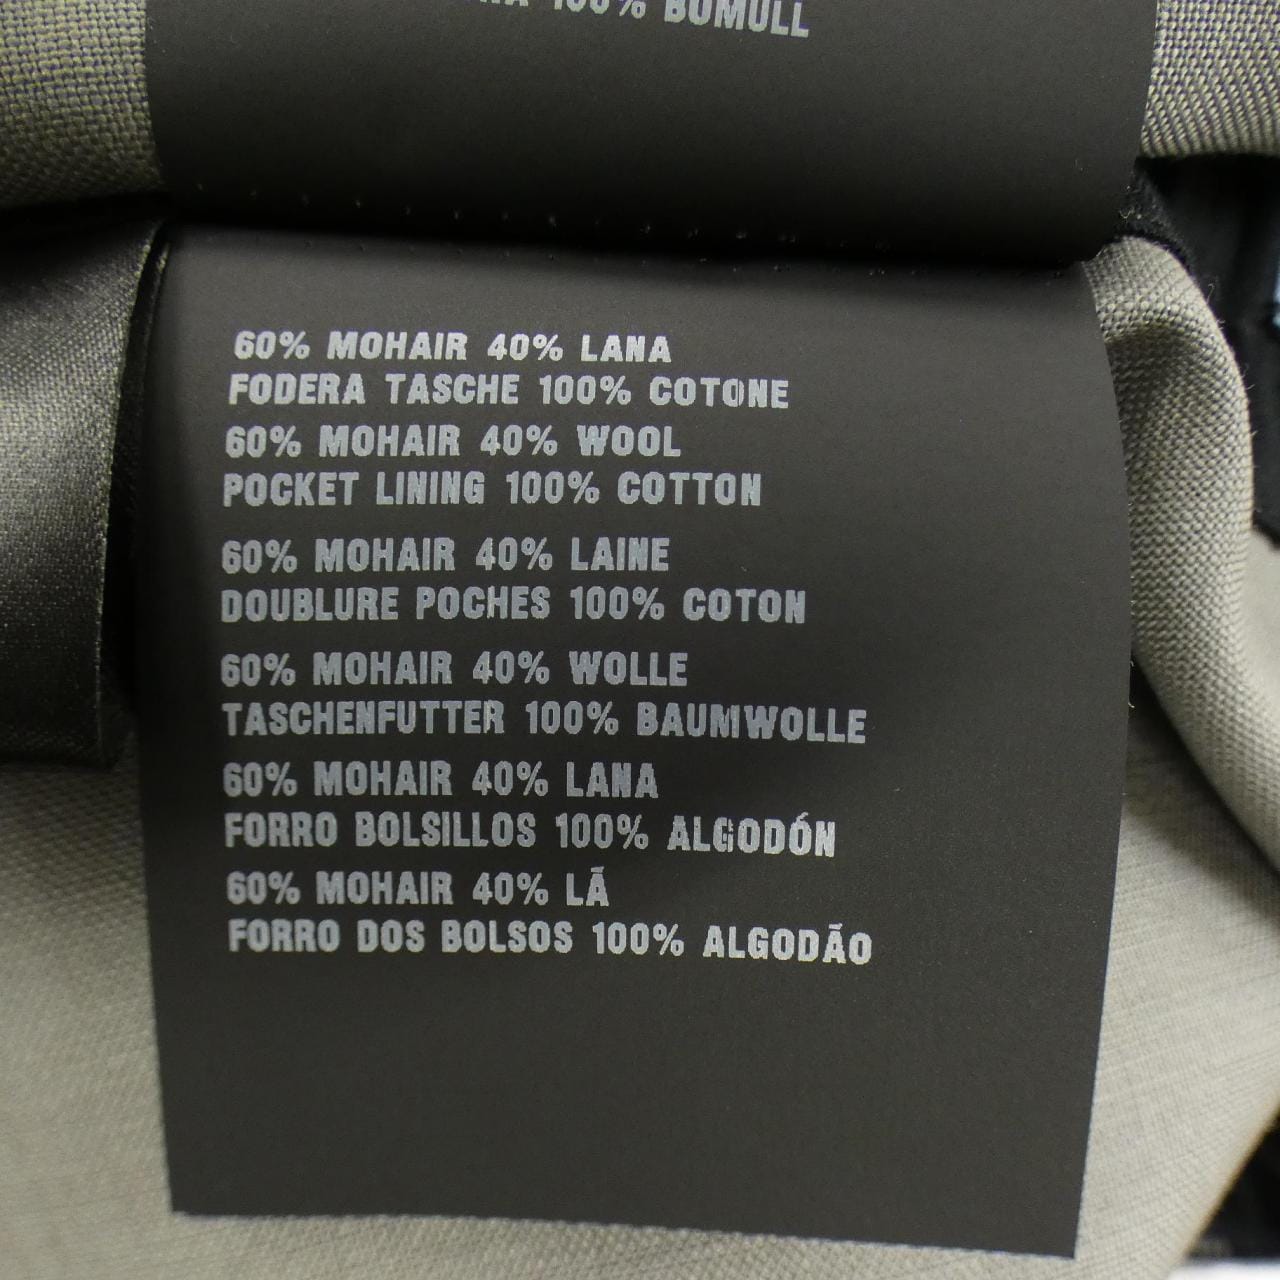 100% BOMULL
60% MOHAIR 40% LANA
FODERA TASCHE 100% COTONE
60% MOHAIR 40% WOOL
POCKET LINING 100% COTTON
60% MOHAIR 40% LAINE
DOUBLURE POCHES 100% COTON
60% MOHAIR 40% WOLLE
TASCHENFUTTER 100% BAUMWOLLE
60% MOHAIR 40% LANA
FORRO BOLSILLOS 100% ALGODÓN
60% MOHAIR 40% LÃ
FORRO DOS BOLSOS 100% ALGODÃO